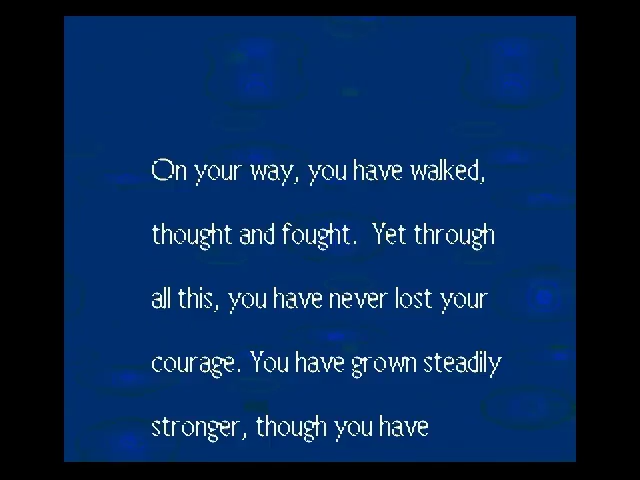 On your way, you have walked,
thought and fought.  Yet through
all this, you have never lost your
courage. You have grown steadily
stronger, though you have